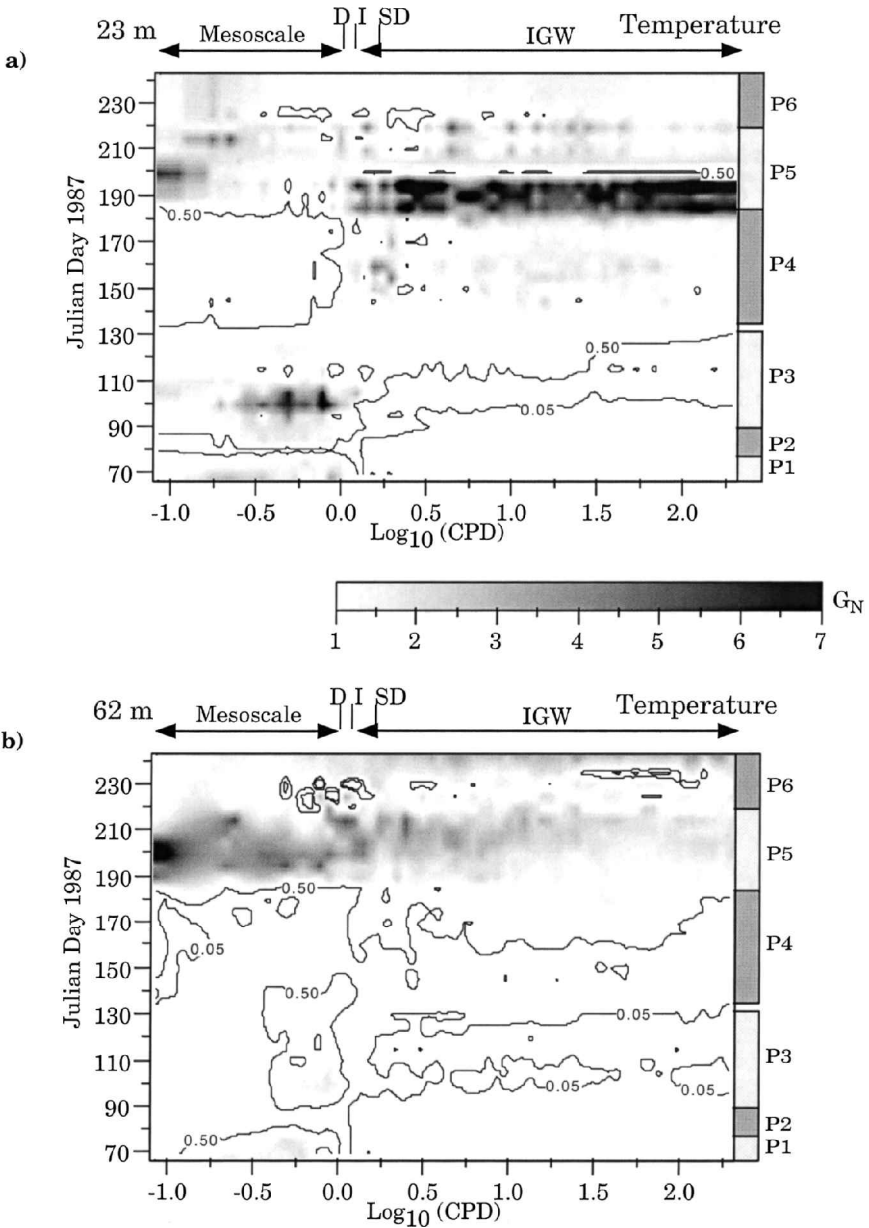 D I SD
23 m Mesoscale IGW Temperature
a)
230
210
190
170
150
130
110
90
70
Julian Day 1987
0.50
0.50
0.50
0.05
P6
P5
P4
P3
P2
P1
-1.0 -0.5 0.0 0.5 1.0 1.5 2.0
Log10 (CPD)
GN
1 2 3 4 5 6 7
D I SD
62 m Mesoscale IGW Temperature
b)
230
210
190
170
150
130
110
90
70
Julian Day 1987
0.50
0.05
0.50
0.05
0.05
0.05
0.50
P6
P5
P4
P3
P2
P1
-1.0 -0.5 0.0 0.5 1.0 1.5 2.0
Log10 (CPD)